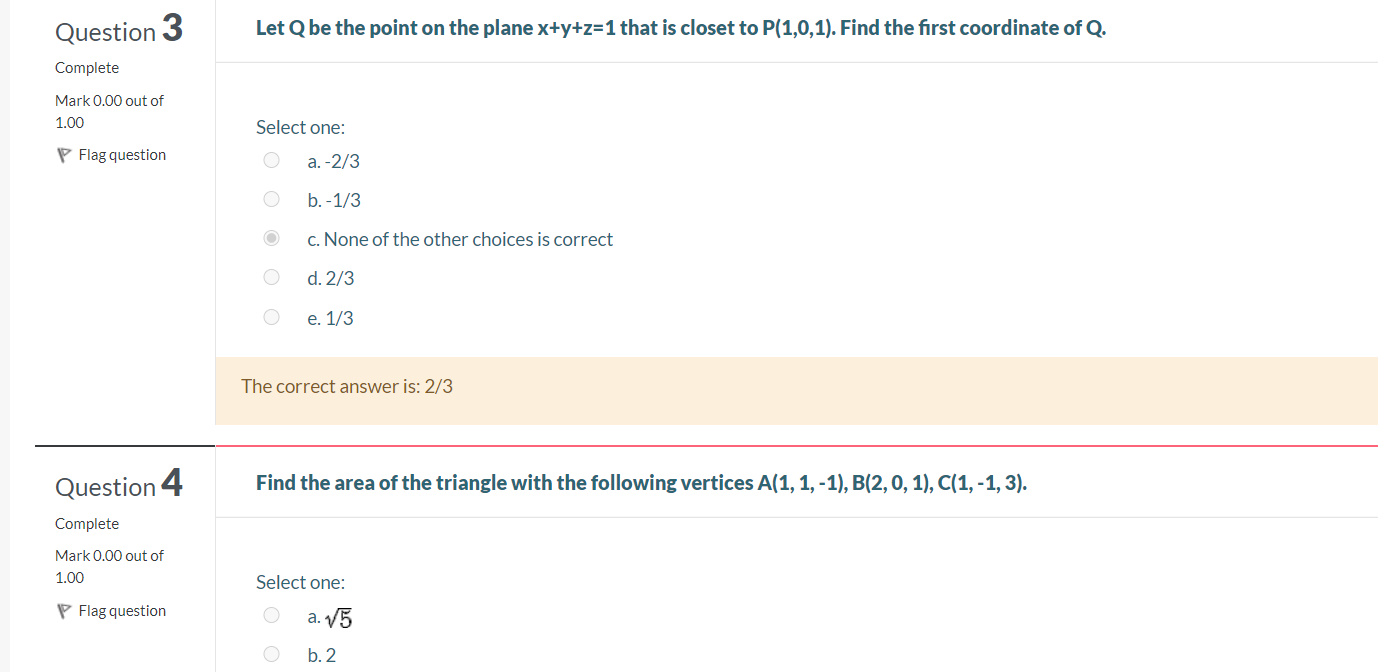 Question 3
Complete
Mark 0.00 out of
1.00
Flag question
Let Q be the point on the plane x+y+z=1 that is closet to P(1,0,1). Find the first coordinate of Q.
Select one:
a. -2/3
b. -1/3
c. None of the other choices is correct
d. 2/3
e. 1/3
The correct answer is: 2/3
Question 4
Complete
Mark 0.00 out of
1.00
Flag question
Find the area of the triangle with the following vertices A(1, 1, -1), B(2, 0, 1), C(1, -1, 3).
Select one:
a. √5
b. 2